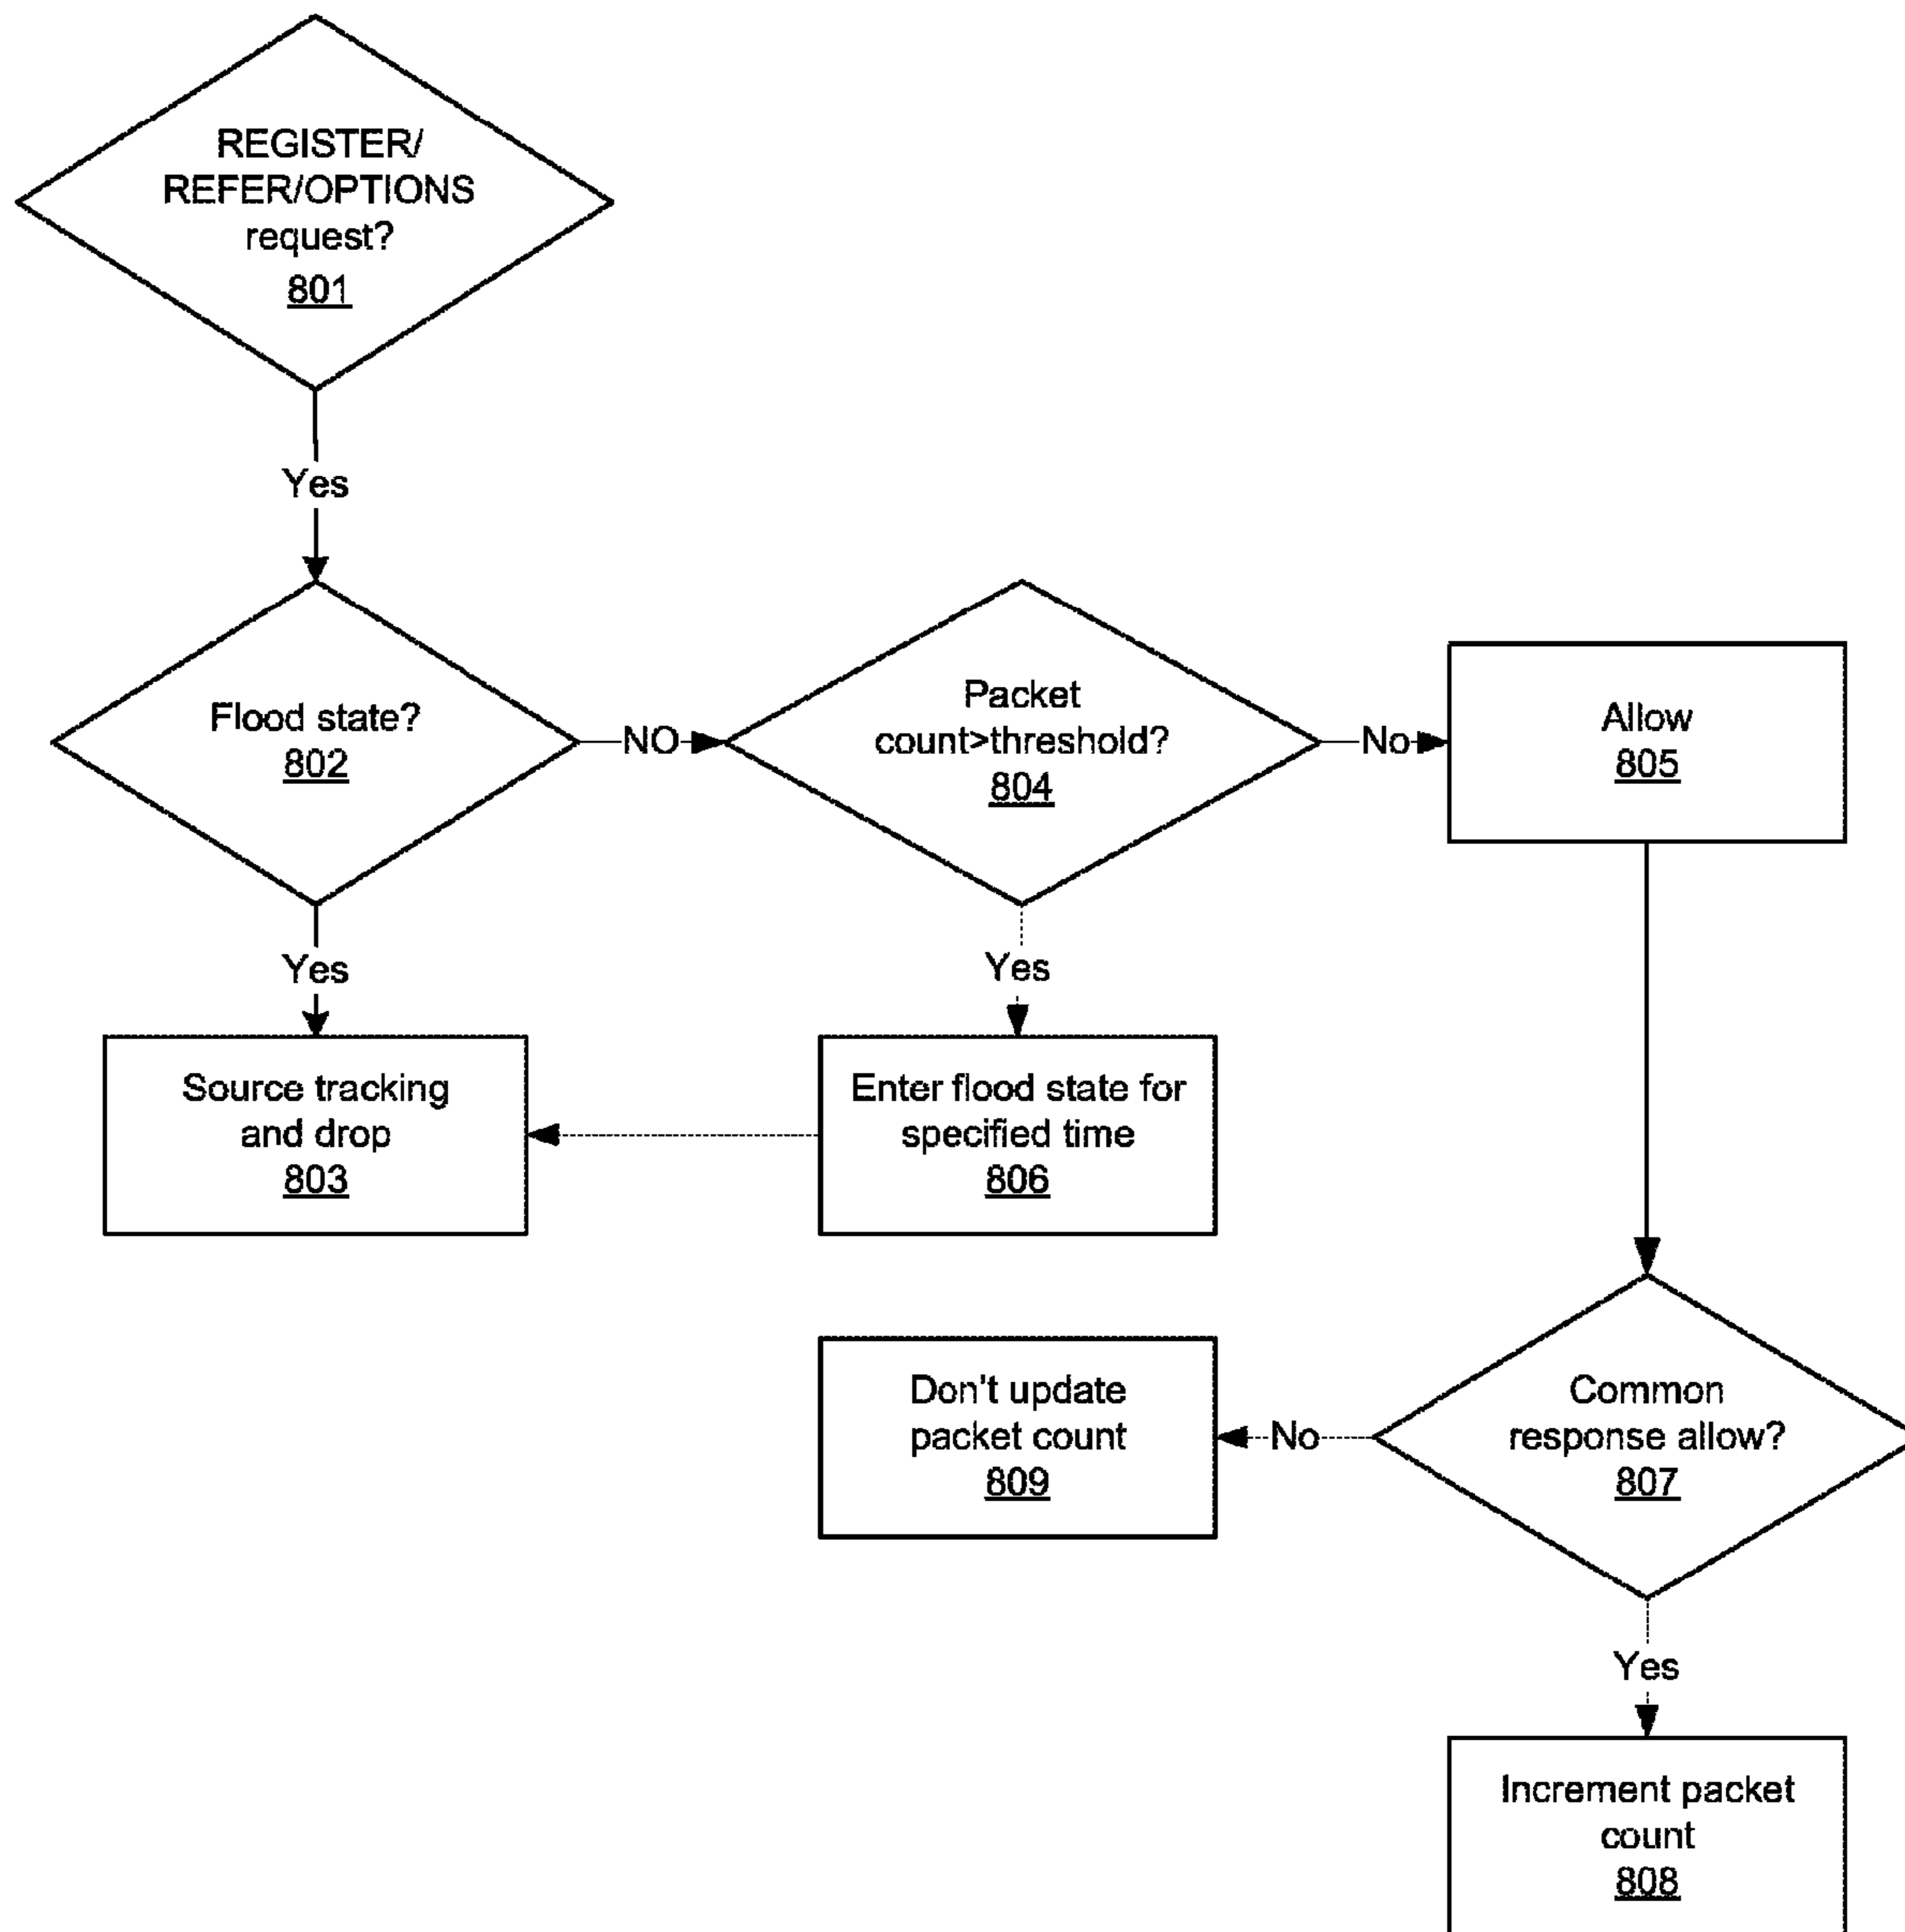 REGISTER/
REFER/OPTIONS
request?
801
Yes
Flood state?
802
NO
Packet
count>threshold?
804
No
Allow
805
Yes
Source tracking
and drop
803
Yes
Enter flood state for
specified time
806
Don't update
packet count
809
No
Common
response allow?
807
Yes
Increment packet
count
808